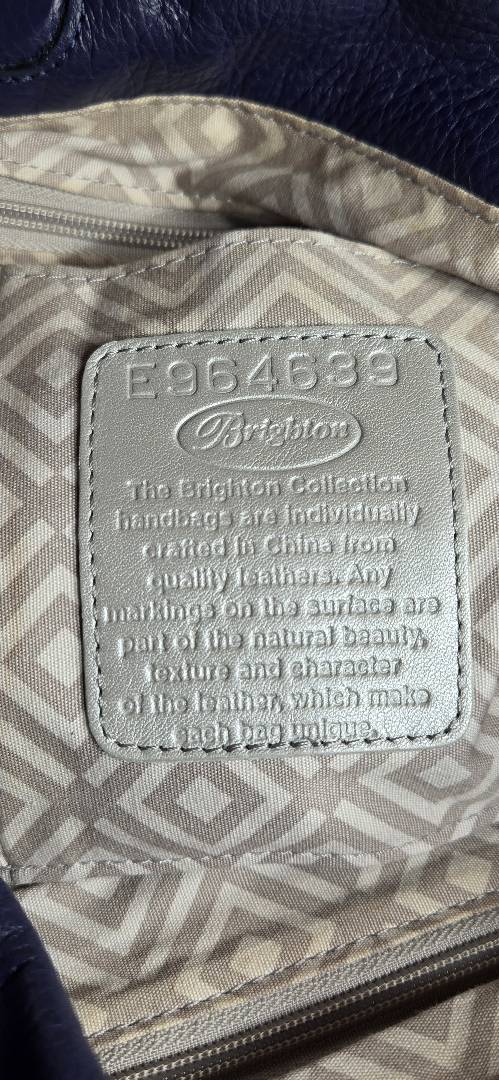 E964639
Brighton
The Brighton Collection
handbags are individually
crafted in China from
quality leathers. Any
markings on the surface are
part of the natural beauty,
texture and character
of the leather, which make
each bag unique.